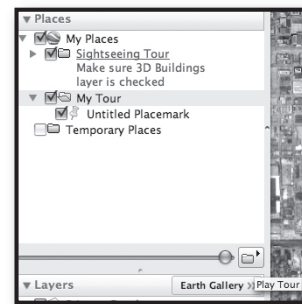 Places
My Places
Sightseeing Tour
Make sure 3D Buildings
layer is checked
My Tour
Untitled Placemark
Temporary Places
Layers
Earth Gallery
Play Tour